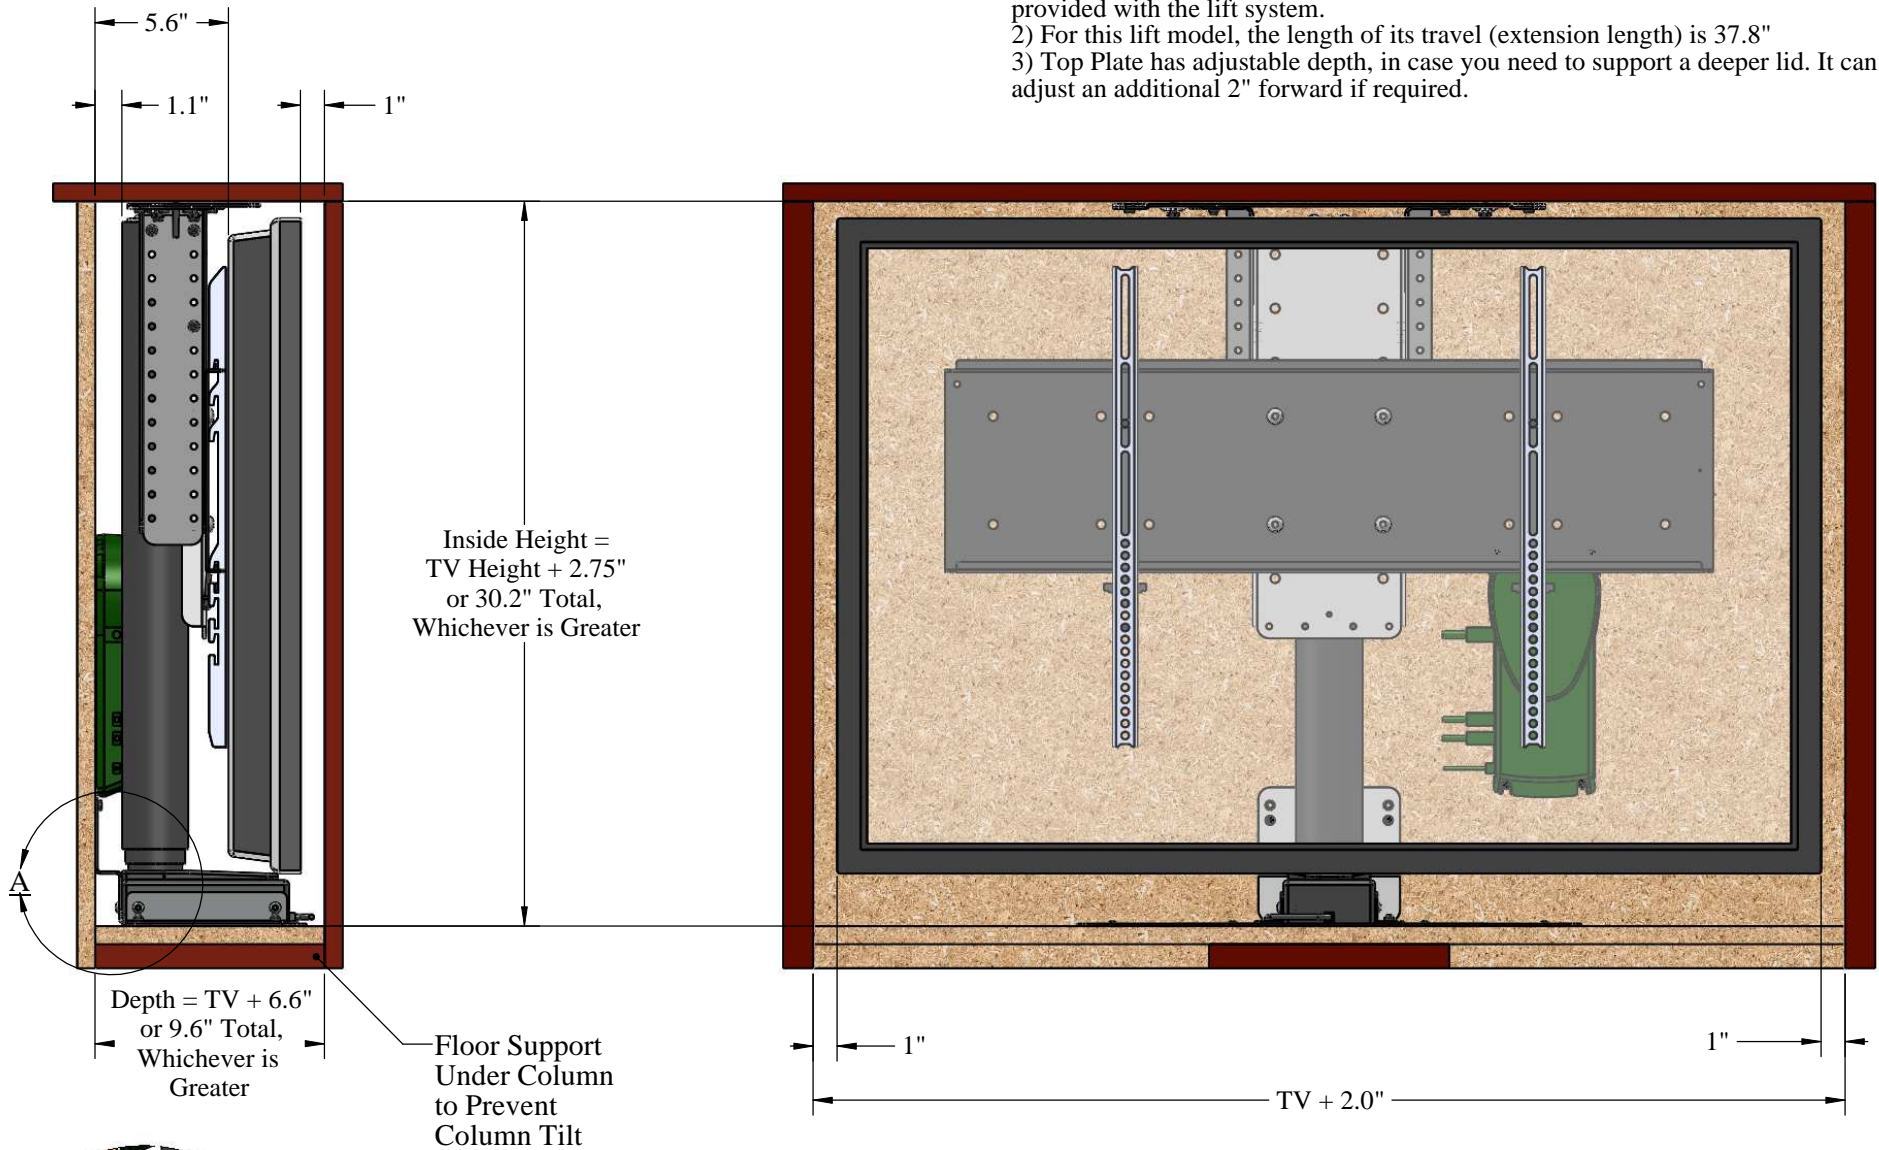 provided with the lift system.
2) For this lift model, the length of its travel (extension length) is 37.8"
3) Top Plate has adjustable depth, in case you need to support a deeper lid. It can
adjust an additional 2" forward if required.
5.6"
1.1"
1"
Inside Height =
TV Height + 2.75"
or 30.2" Total,
Whichever is Greater
A
Depth = TV + 6.6"
or 9.6" Total,
Whichever is
Greater
Floor Support
Under Column
to Prevent
Column Tilt
1"
1"
TV + 2.0"